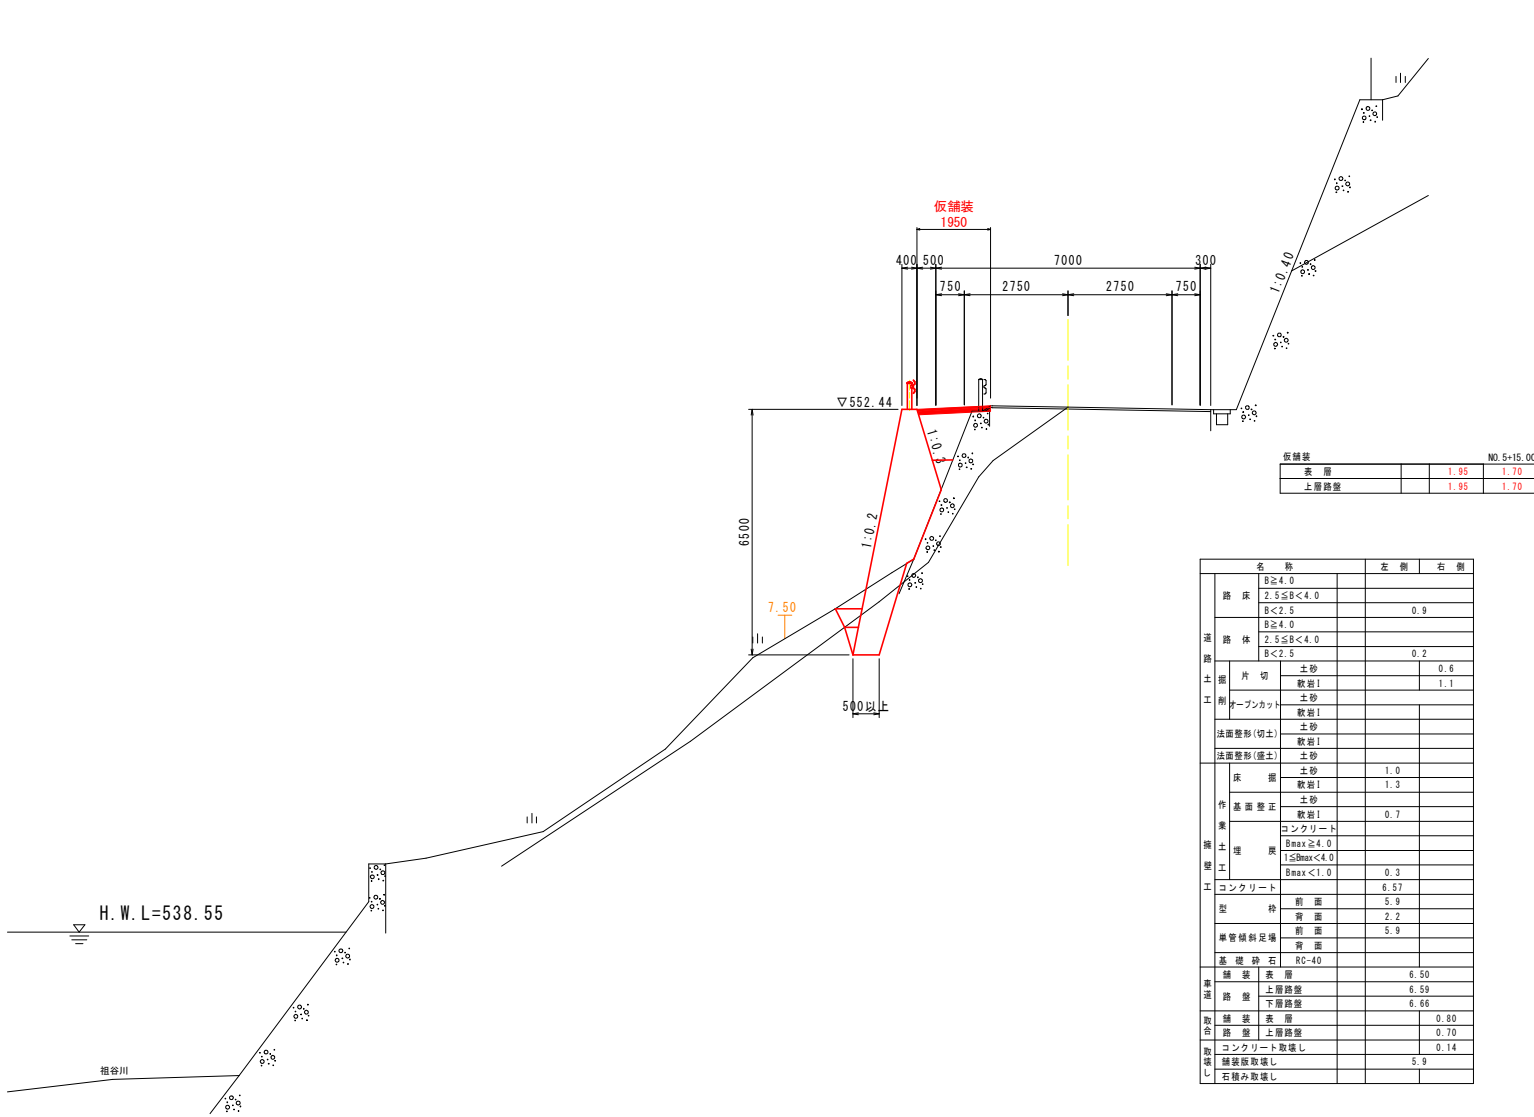 仮舗装
1950
400 500 7000 300
750 2750 2750 750
1:0.40
▽552.44
1:0.3
6500
1:0.2
7.50
500以上
H.W.L=538.55
祖谷川
仮舗装 NO.5+15.00
表 層 1.95 1.70
上層路盤 1.95 1.70
名 称 左 側 右 側
道路土工
路 床 B≧4.0
2.5≦B<4.0
B<2.5 0.9
路 体 B≧4.0
2.5≦B<4.0
B<2.5 0.2
掘削 片 切 土砂 0.6
軟岩I 1.1
オープンカット 土砂
軟岩I
法面整形(切土) 土砂
軟岩I
法面整形(盛土) 土砂
擁壁工
作業土工 床 掘 土砂 1.0
軟岩I 1.3
基面整正 土砂
軟岩I 0.7
埋 戻 コンクリート
Bmax≧4.0
1≦Bmax<4.0
Bmax<1.0 0.3
コンクリート 6.57
型 枠 前 面 5.9
背 面 2.2
単管傾斜足場 前 面 5.9
背 面
基 礎 砕 石 RC-40
車道 舗 装 表 層 6.50
路 盤 上層路盤 6.59
下層路盤 6.66
取合 舗 装 表 層 0.80
路 盤 上層路盤 0.70
取壊し コンクリート取壊し 0.14
舗装版取壊し 5.9
石積み取壊し